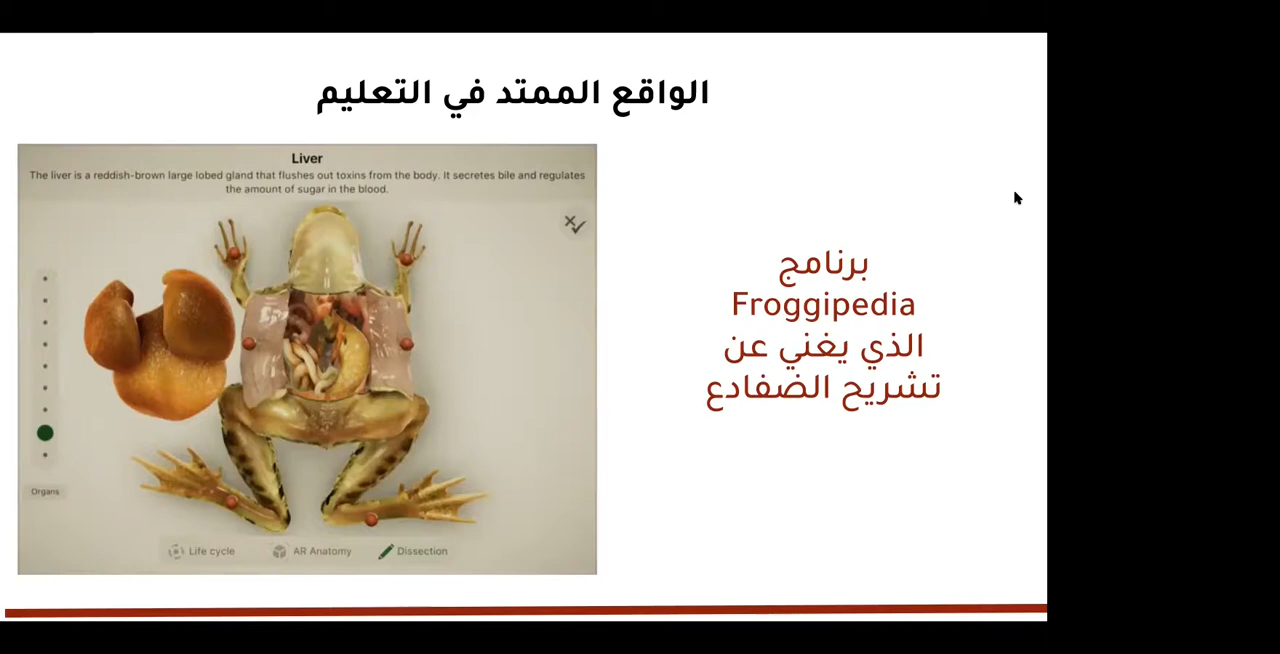 الواقع الممتد في التعليم
Liver
The liver is a reddish-brown large lobed gland that flushes out toxins from the body. It secretes bile and regulates
the amount of sugar in the blood.
Organs
Life cycle
AR Anatomy
Dissection
برنامج
Froggipedia
الذي يغني عن
تشريح الضفادع